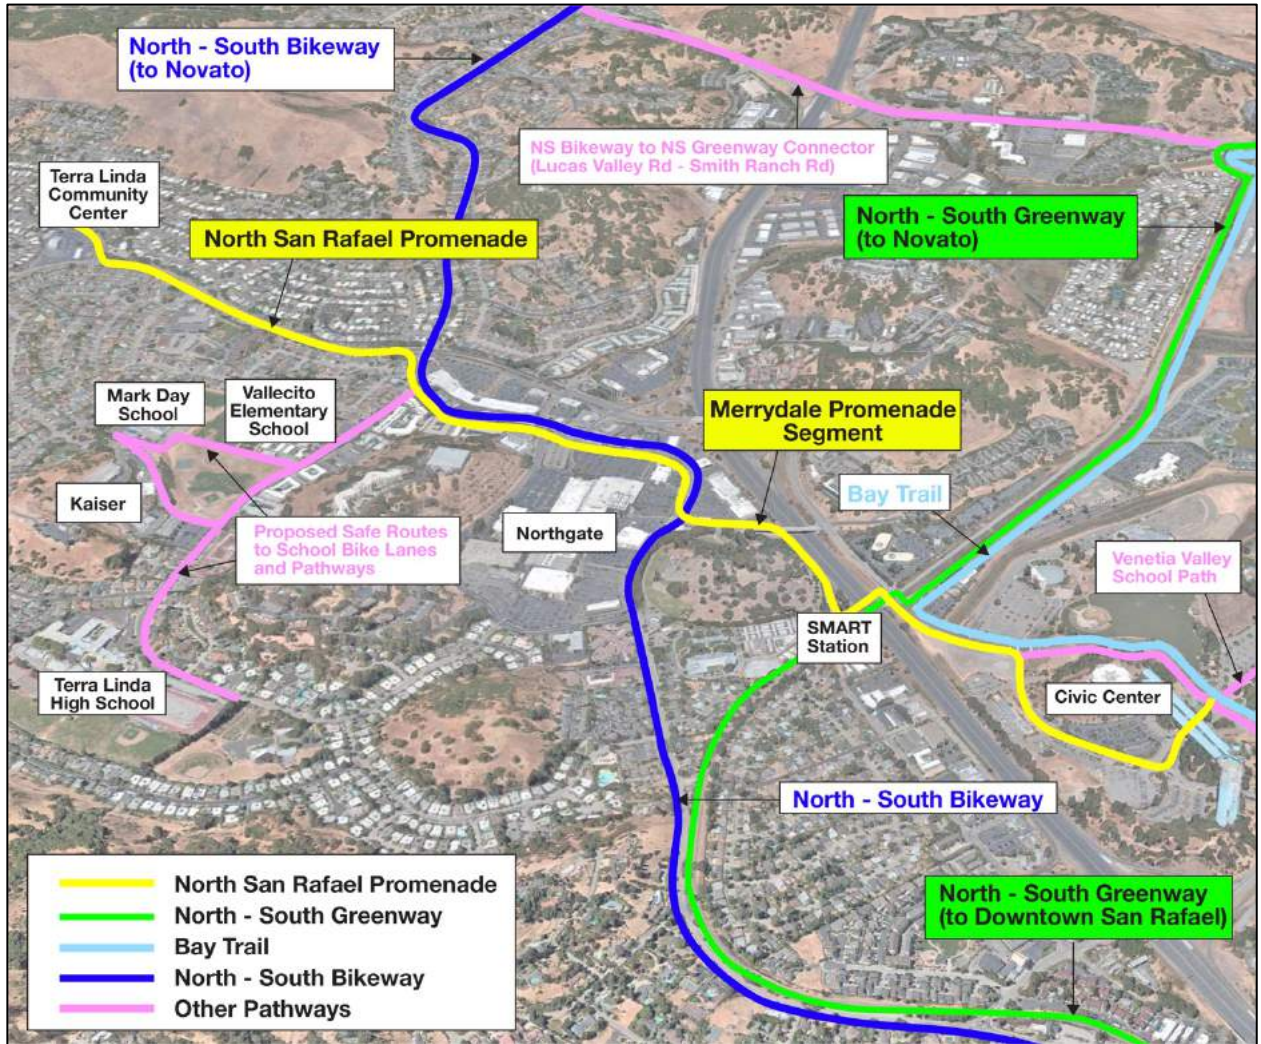 North - South Bikeway
(to Novato)
NS Bikeway to NS Greenway Connector
(Lucas Valley Rd - Smith Ranch Rd)
Terra Linda
Community
Center
North San Rafael Promenade
North - South Greenway
(to Novato)
Mark Day
School
Vallecito
Elementary
School
Merrydale Promenade
Segment
Kaiser
Bay Trail
Proposed Safe Routes
to School Bike Lanes
and Pathways
Northgate
Venetia Valley
School Path
SMART
Station
Terra Linda
High School
Civic Center
North - South Bikeway
North - South Greenway
(to Downtown San Rafael)
North San Rafael Promenade
North - South Greenway
Bay Trail
North - South Bikeway
Other Pathways